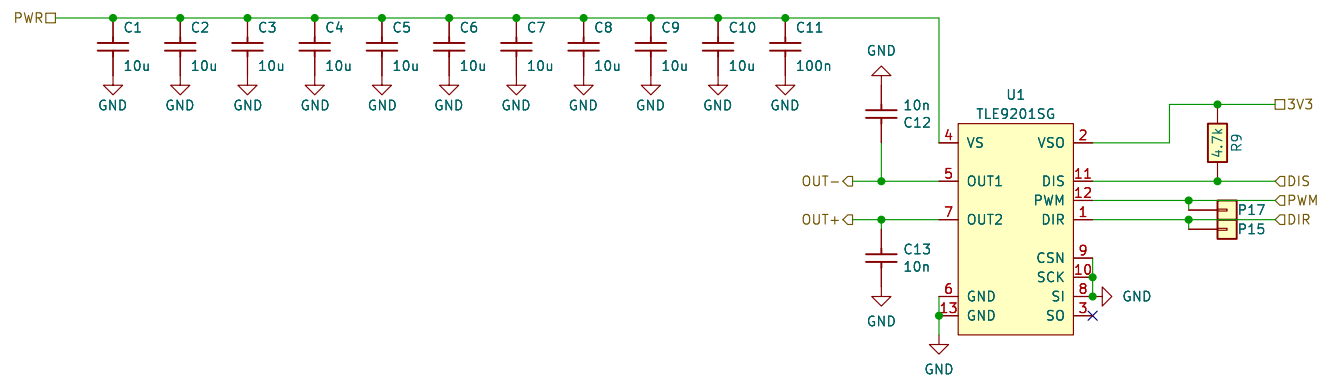 PWR
C1 C2 C3 C4 C5 C6 C7 C8 C9 C10 C11
10u 10u 10u 10u 10u 10u 10u 10u 10u 10u 100n
GND GND GND GND GND GND GND GND GND GND GND
GND
10n
C12
U1
TLE9201SG
3V3
4.7k
R9
4 VS VSO 2
OUT- 5 OUT1 DIS 11 DIS
PWM 12 PWM
P17
OUT+ 7 OUT2 DIR 1 DIR
P15
C13
10n
CSN 9
SCK 10
6 GND SI 8 GND
13 GND SO 3
GND
GND